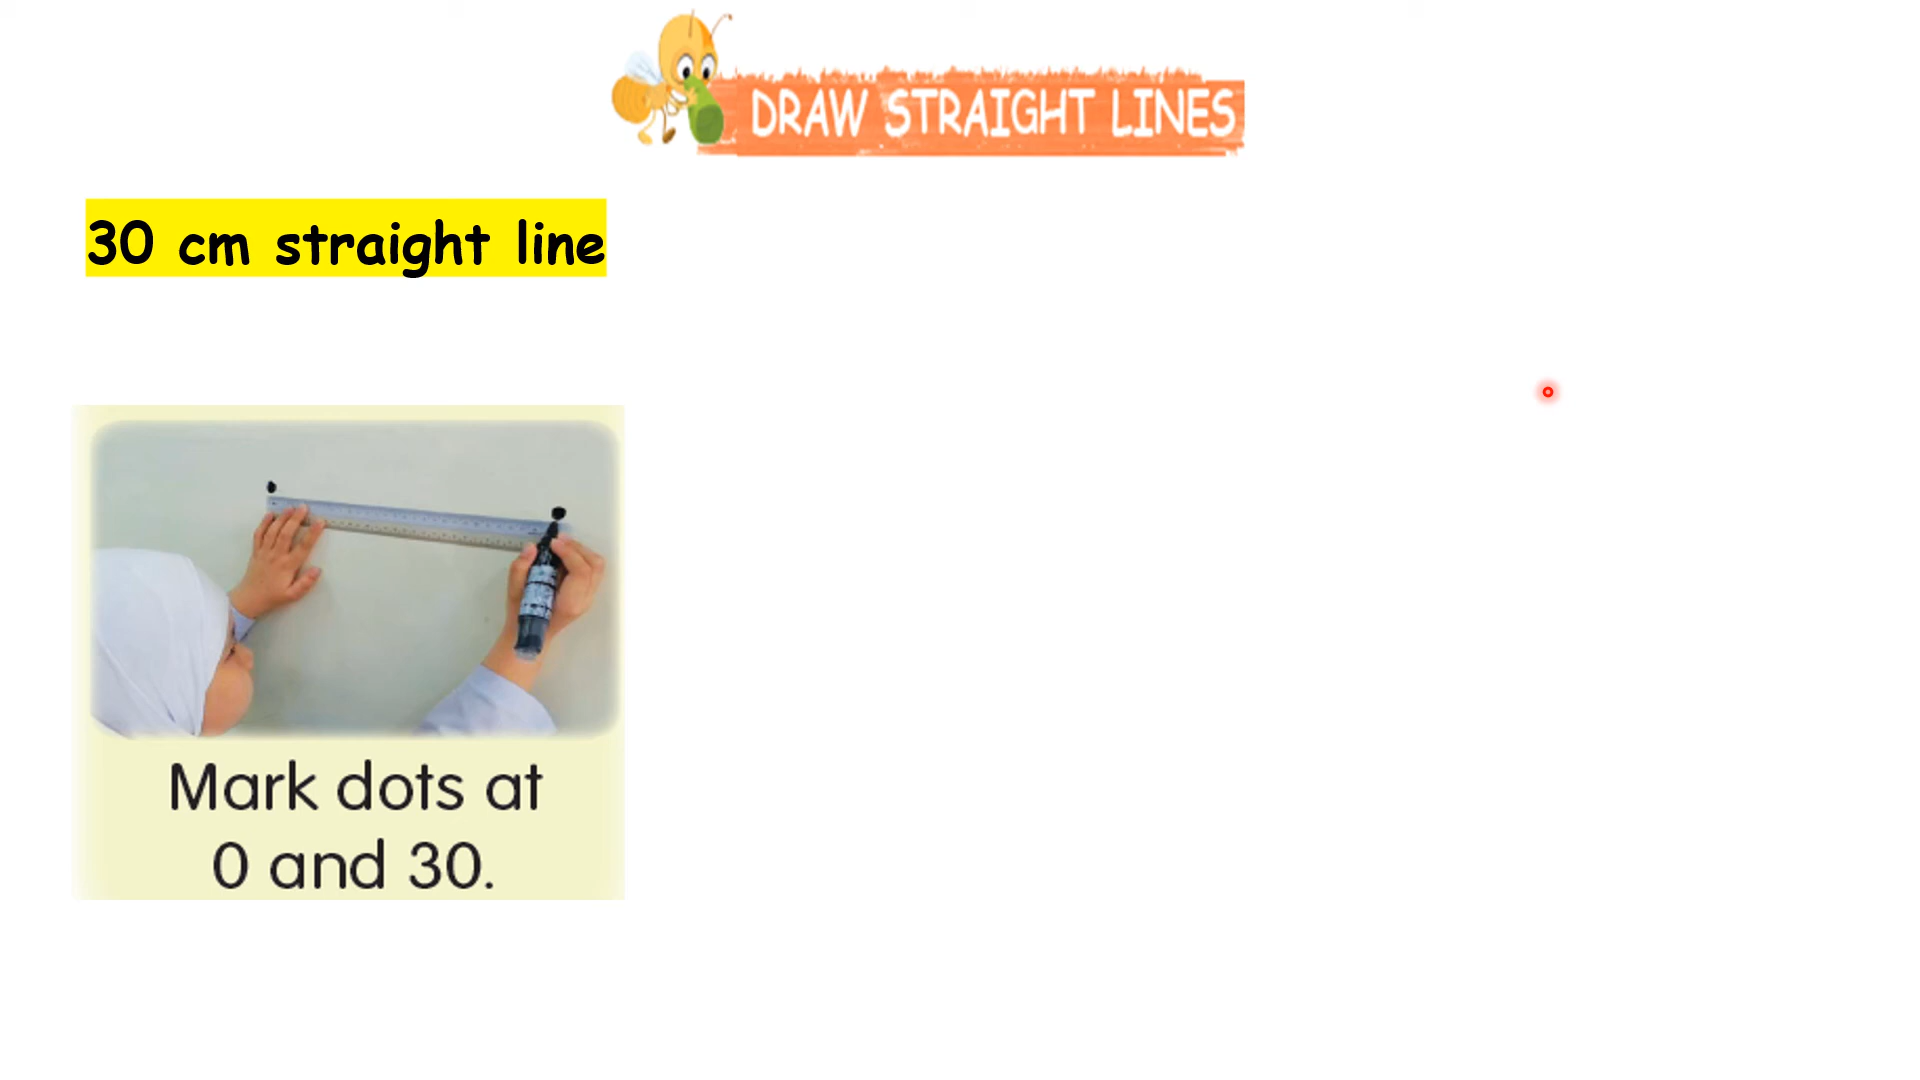 DRAW STRAIGHT LINES
30 cm straight line
Mark dots at
0 and 30.